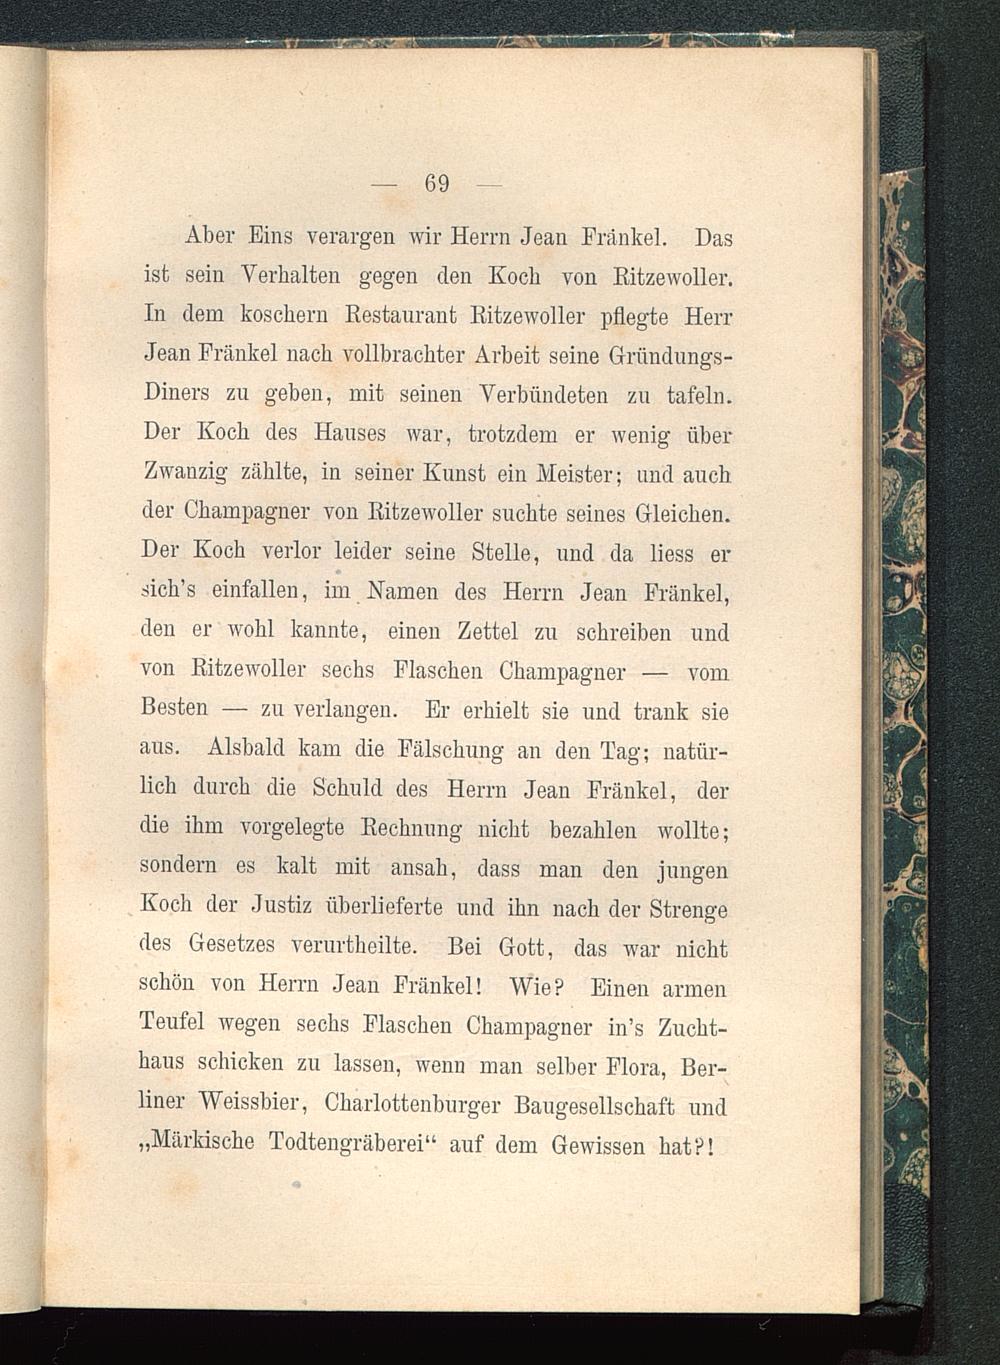 — 69 —
Aber Eins verargen wir Herrn Jean Fränkel. Das
ist sein Verhalten gegen den Koch von Ritzewoller.
In dem koschern Restaurant Ritzewoller pflegte Herr
Jean Fränkel nach vollbrachter Arbeit seine Gründungs-
Diners zu geben, mit seinen Verbündeten zu tafeln.
Der Koch des Hauses war, trotzdem er wenig über
Zwanzig zählte, in seiner Kunst ein Meister; und auch
der Champagner von Ritzewoller suchte seines Gleichen.
Der Koch verlor leider seine Stelle, und da liess er
sich's einfallen, im Namen des Herrn Jean Fränkel,
den er wohl kannte, einen Zettel zu schreiben und
von Ritzewoller sechs Flaschen Champagner — vom
Besten — zu verlangen. Er erhielt sie und trank sie
aus. Alsbald kam die Fälschung an den Tag; natür-
lich durch die Schuld des Herrn Jean Fränkel, der
die ihm vorgelegte Rechnung nicht bezahlen wollte;
sondern es kalt mit ansah, dass man den jungen
Koch der Justiz überlieferte und ihn nach der Strenge
des Gesetzes verurtheilte. Bei Gott, das war nicht
schön von Herrn Jean Fränkel! Wie? Einen armen
Teufel wegen sechs Flaschen Champagner in's Zucht-
haus schicken zu lassen, wenn man selber Flora, Ber-
liner Weissbier, Charlottenburger Baugesellschaft und
„Märkische Todtengräberei“ auf dem Gewissen hat?!